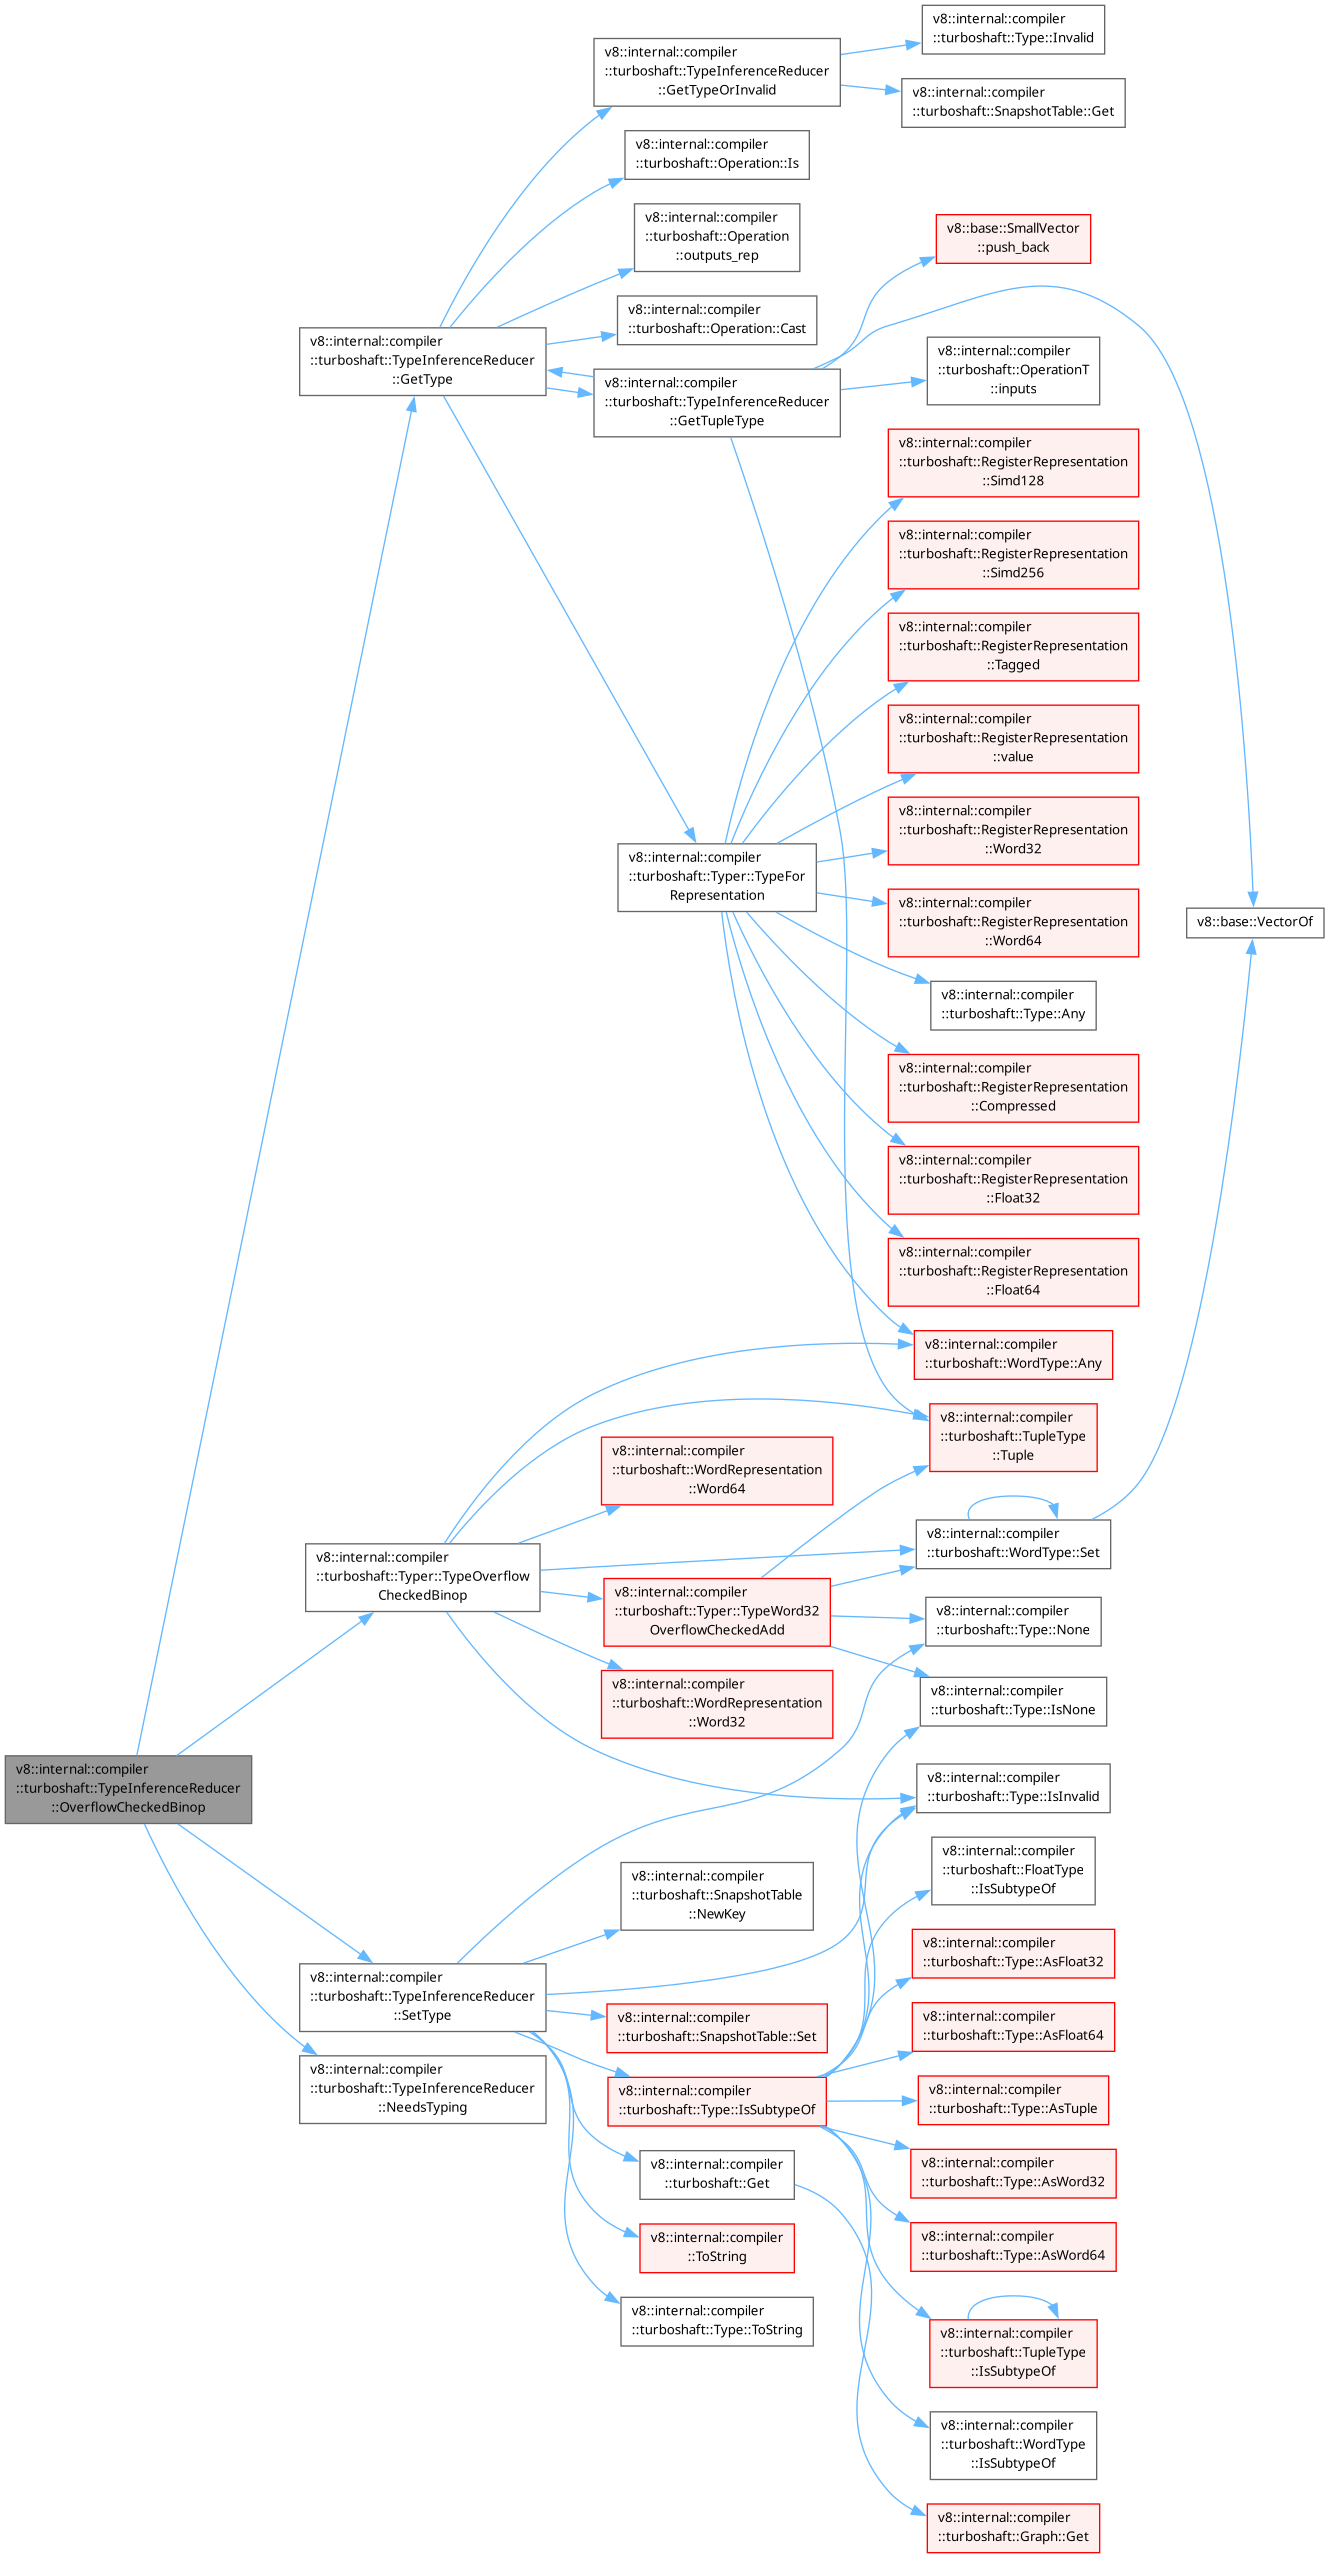 v8::internal::compiler
::turboshaft::Type::Invalid
v8::internal::compiler
::turboshaft::TypeInferenceReducer
::GetTypeOrInvalid
v8::internal::compiler
::turboshaft::SnapshotTable::Get
v8::internal::compiler
::turboshaft::Operation::Is
v8::internal::compiler
::turboshaft::Operation
::outputs_rep
v8::base::SmallVector
::push_back
v8::internal::compiler
::turboshaft::Operation::Cast
v8::internal::compiler
::turboshaft::TypeInferenceReducer
::GetType
v8::internal::compiler
::turboshaft::TypeInferenceReducer
::GetTupleType
v8::internal::compiler
::turboshaft::OperationT
::inputs
v8::internal::compiler
::turboshaft::RegisterRepresentation
::Simd128
v8::internal::compiler
::turboshaft::RegisterRepresentation
::Simd256
v8::internal::compiler
::turboshaft::RegisterRepresentation
::Tagged
v8::internal::compiler
::turboshaft::RegisterRepresentation
::value
v8::internal::compiler
::turboshaft::RegisterRepresentation
::Word32
v8::internal::compiler
::turboshaft::Typer::TypeFor
Representation
v8::internal::compiler
::turboshaft::RegisterRepresentation
::Word64
v8::base::VectorOf
v8::internal::compiler
::turboshaft::Type::Any
v8::internal::compiler
::turboshaft::RegisterRepresentation
::Compressed
v8::internal::compiler
::turboshaft::RegisterRepresentation
::Float32
v8::internal::compiler
::turboshaft::RegisterRepresentation
::Float64
v8::internal::compiler
::turboshaft::WordType::Any
v8::internal::compiler
::turboshaft::TupleType
::Tuple
v8::internal::compiler
::turboshaft::WordRepresentation
::Word64
v8::internal::compiler
::turboshaft::WordType::Set
v8::internal::compiler
::turboshaft::Typer::TypeOverflow
CheckedBinop
v8::internal::compiler
::turboshaft::Typer::TypeWord32
OverflowCheckedAdd
v8::internal::compiler
::turboshaft::Type::None
v8::internal::compiler
::turboshaft::WordRepresentation
::Word32
v8::internal::compiler
::turboshaft::Type::IsNone
v8::internal::compiler
::turboshaft::TypeInferenceReducer
::OverflowCheckedBinop
v8::internal::compiler
::turboshaft::Type::IsInvalid
v8::internal::compiler
::turboshaft::FloatType
::IsSubtypeOf
v8::internal::compiler
::turboshaft::SnapshotTable
::NewKey
v8::internal::compiler
::turboshaft::Type::AsFloat32
v8::internal::compiler
::turboshaft::TypeInferenceReducer
::SetType
v8::internal::compiler
::turboshaft::SnapshotTable::Set
v8::internal::compiler
::turboshaft::Type::AsFloat64
v8::internal::compiler
::turboshaft::TypeInferenceReducer
::NeedsTyping
v8::internal::compiler
::turboshaft::Type::IsSubtypeOf
v8::internal::compiler
::turboshaft::Type::AsTuple
v8::internal::compiler
::turboshaft::Get
v8::internal::compiler
::turboshaft::Type::AsWord32
v8::internal::compiler
::ToString
v8::internal::compiler
::turboshaft::Type::AsWord64
v8::internal::compiler
::turboshaft::Type::ToString
v8::internal::compiler
::turboshaft::TupleType
::IsSubtypeOf
v8::internal::compiler
::turboshaft::WordType
::IsSubtypeOf
v8::internal::compiler
::turboshaft::Graph::Get